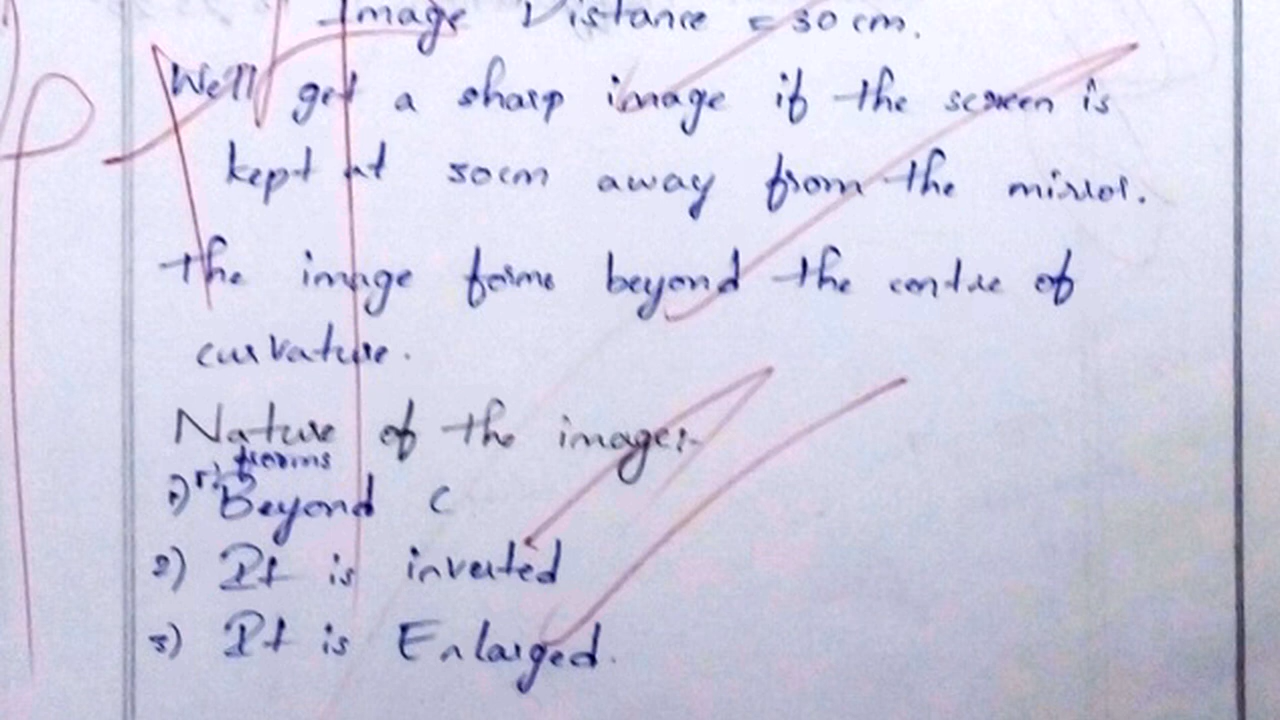 Image Distance = 30 cm.
We'll get a sharp image if the screen is
kept at 30cm away from the mirror.
The image forms beyond the centre of
curvature.
Nature of the image:-
forms
1) Beyond C
2) It is inverted
3) It is Enlarged.